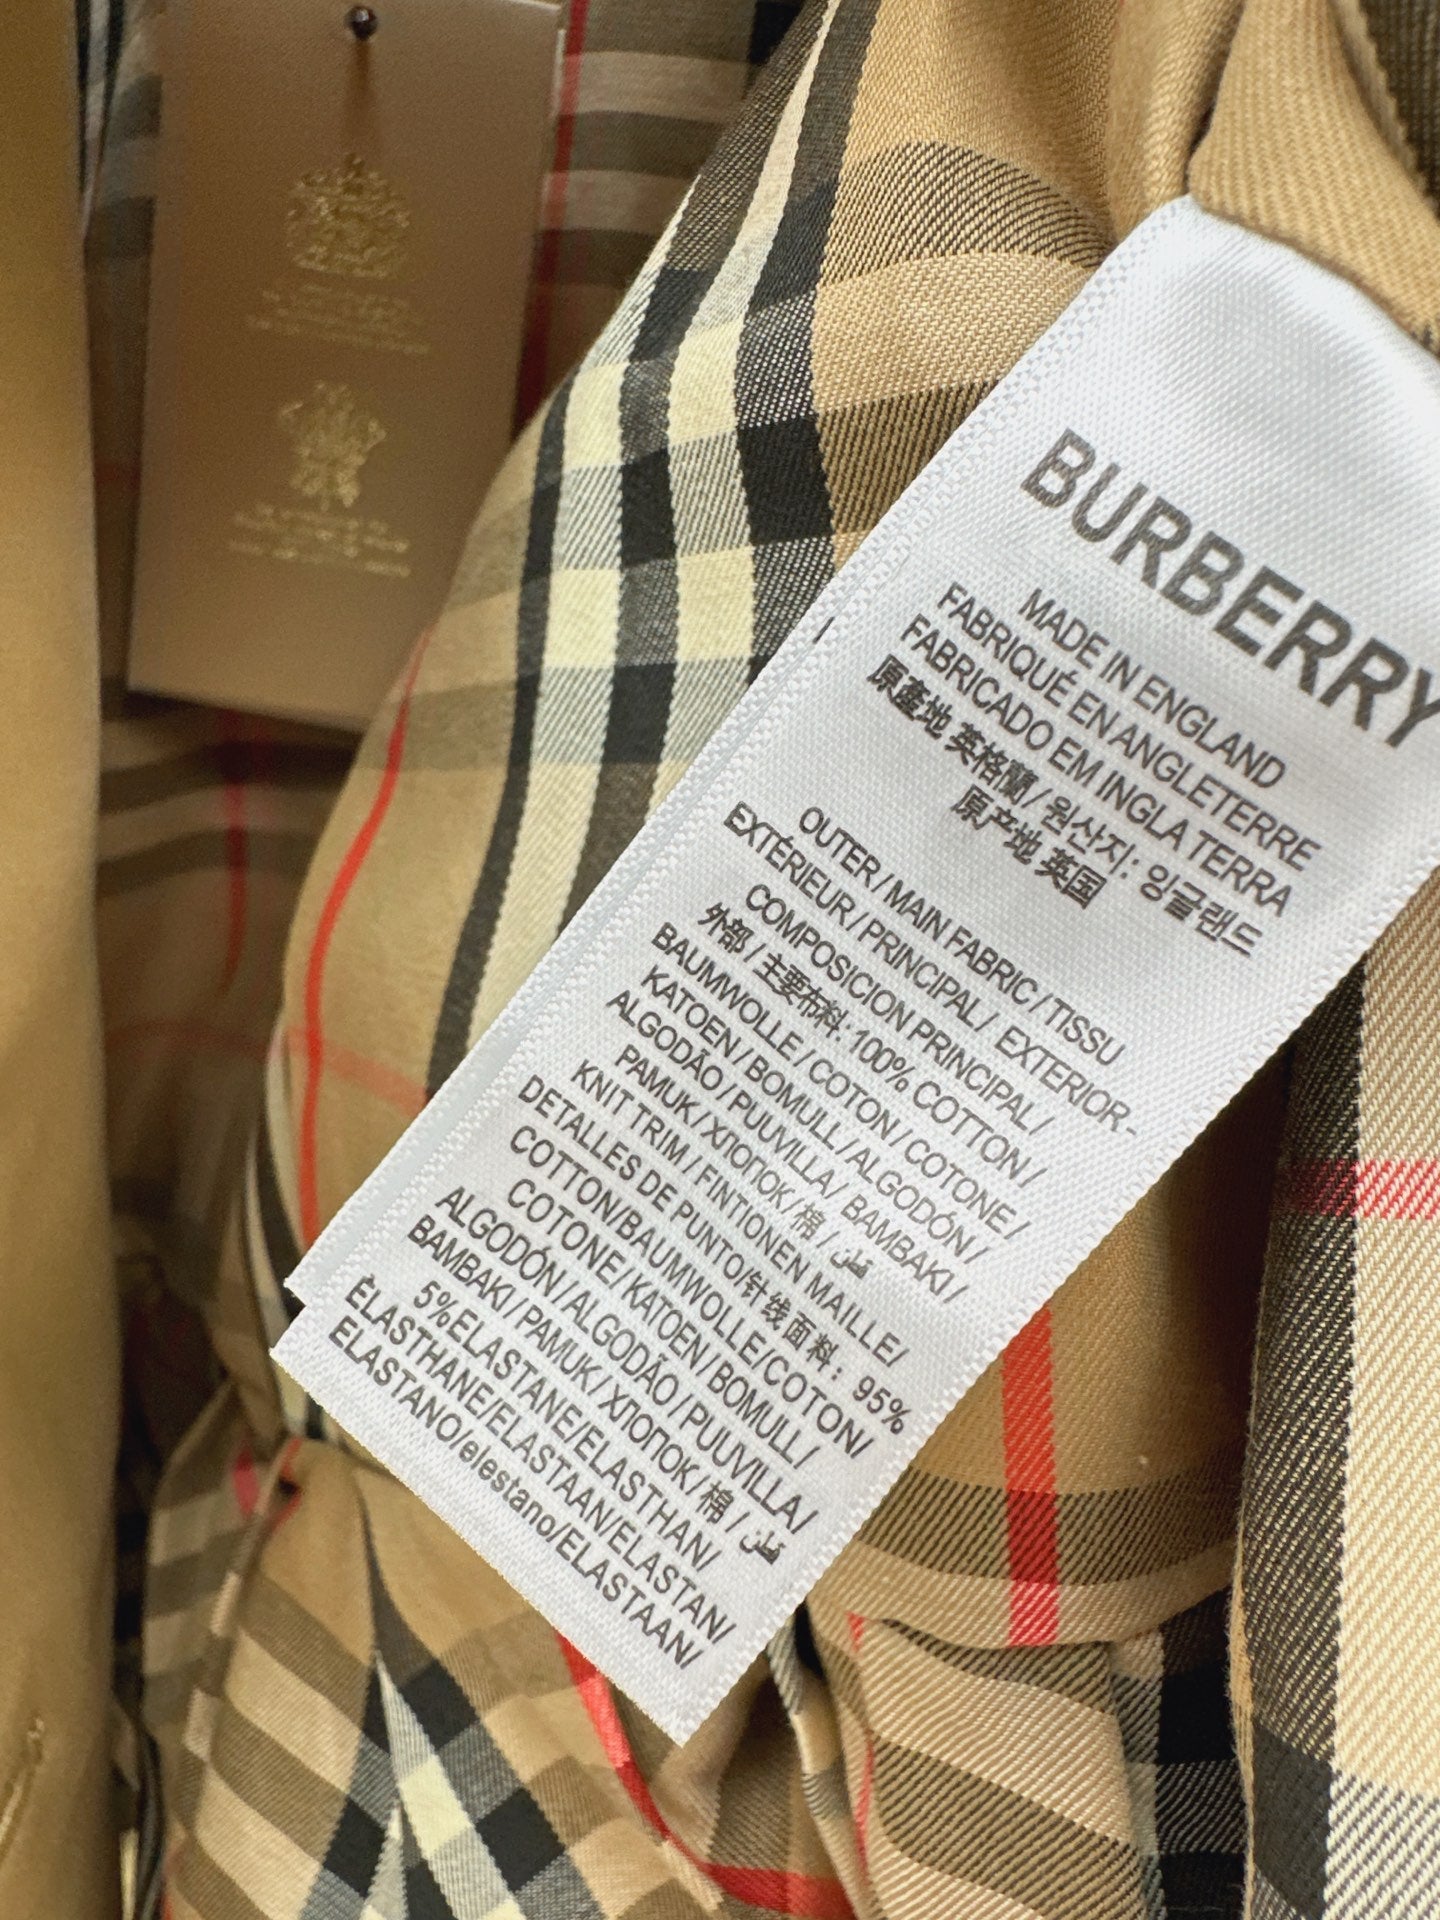 BURBERRY
MADE IN ENGLAND
FABRIQUÉ EN ANGLETERRE
FABRICADO EM INGLA TERRA
原產地 英格蘭 / 원산지: 잉글랜드
原产地 英国
OUTER / MAIN FABRIC / TISSU
EXTÉRIEUR / PRINCIPAL / EXTERIOR-
COMPOSICION PRINCIPAL /
外部 / 主要布料: 100% COTTON /
BAUMWOLLE / COTON / COTONE /
KATOEN / BOMULL / ALGODÓN /
ALGODÃO / PUUVILLA / BAMBAKI /
PAMUK / ХЛОПОК / 棉 / قطن
KNIT TRIM / FINTIONEN MAILLE/
DETALLES DE PUNTO/针线面料: 95%
COTTON/BAUMWOLLE/COTON/
COTONE/KATOEN/BOMULL /
ALGODÓN/ALGODÃO / PUUVILLA/
BAMBAKI / PAMUK / ХЛОПОК / 棉 / قطن
5%ELASTANE/ELASTHAN/
ÉLASTHANE/ELASTAAN/ELASTAN/
ELASTANO/elestano/ELASTAAN/